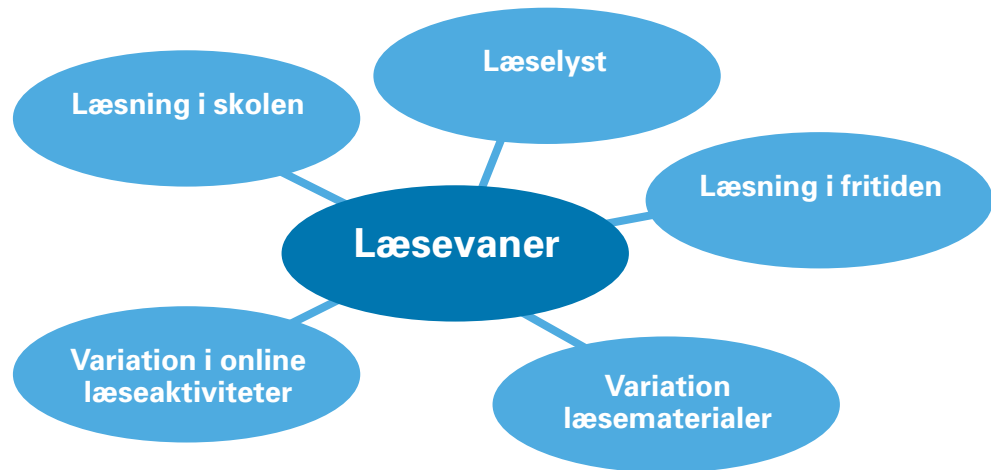 Læselyst
Læsning i skolen
Læsning i fritiden
Læsevaner
Variation i online
læseaktiviteter
Variation
læsematerialer